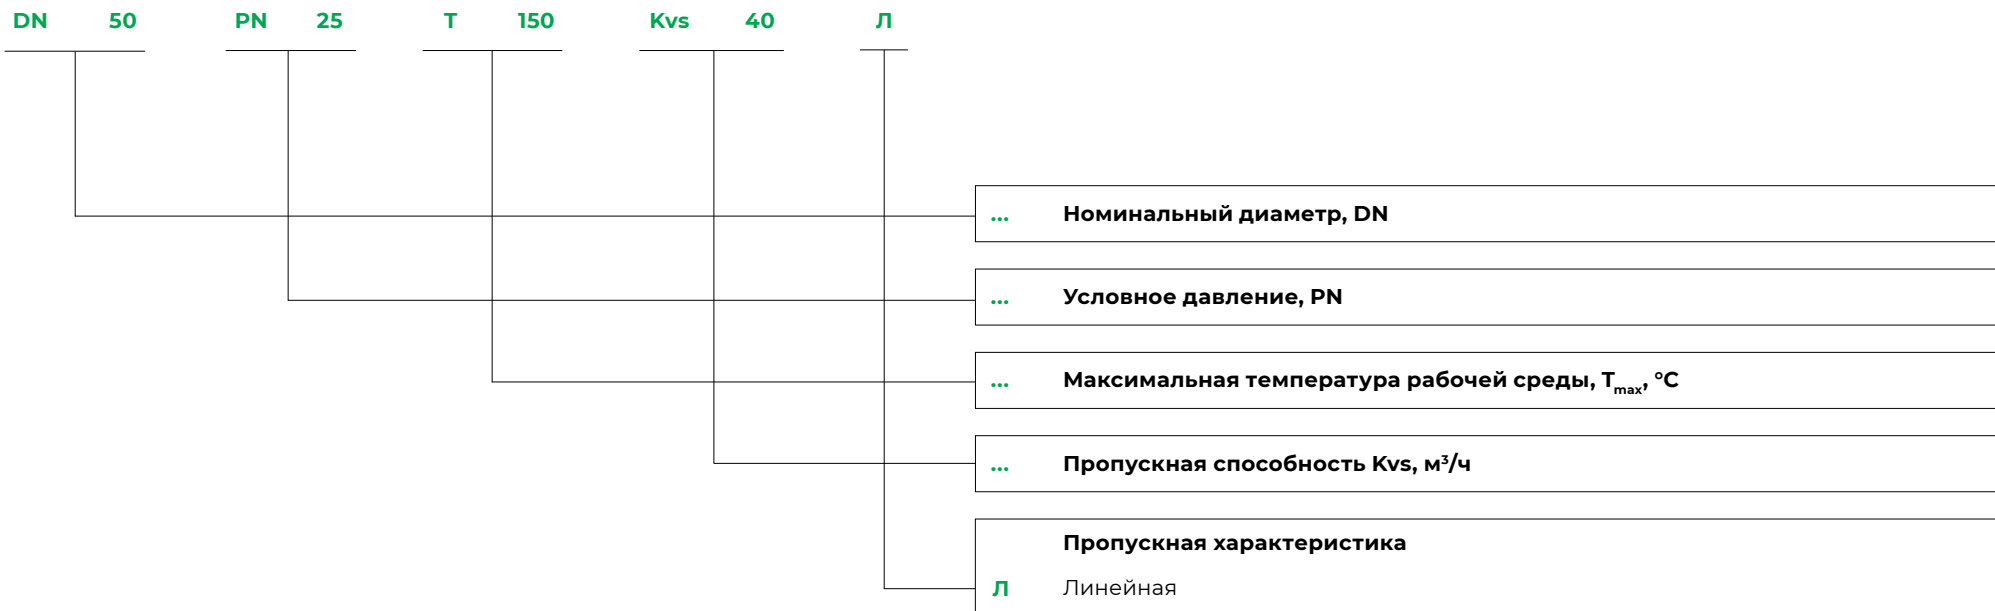 DN 50 PN 25 T 150 Kvs 40 Л
... Номинальный диаметр, DN
... Условное давление, PN
... Максимальная температура рабочей среды, Tmax, °C
... Пропускная способность Kvs, м³/ч
Пропускная характеристика
Л Линейная